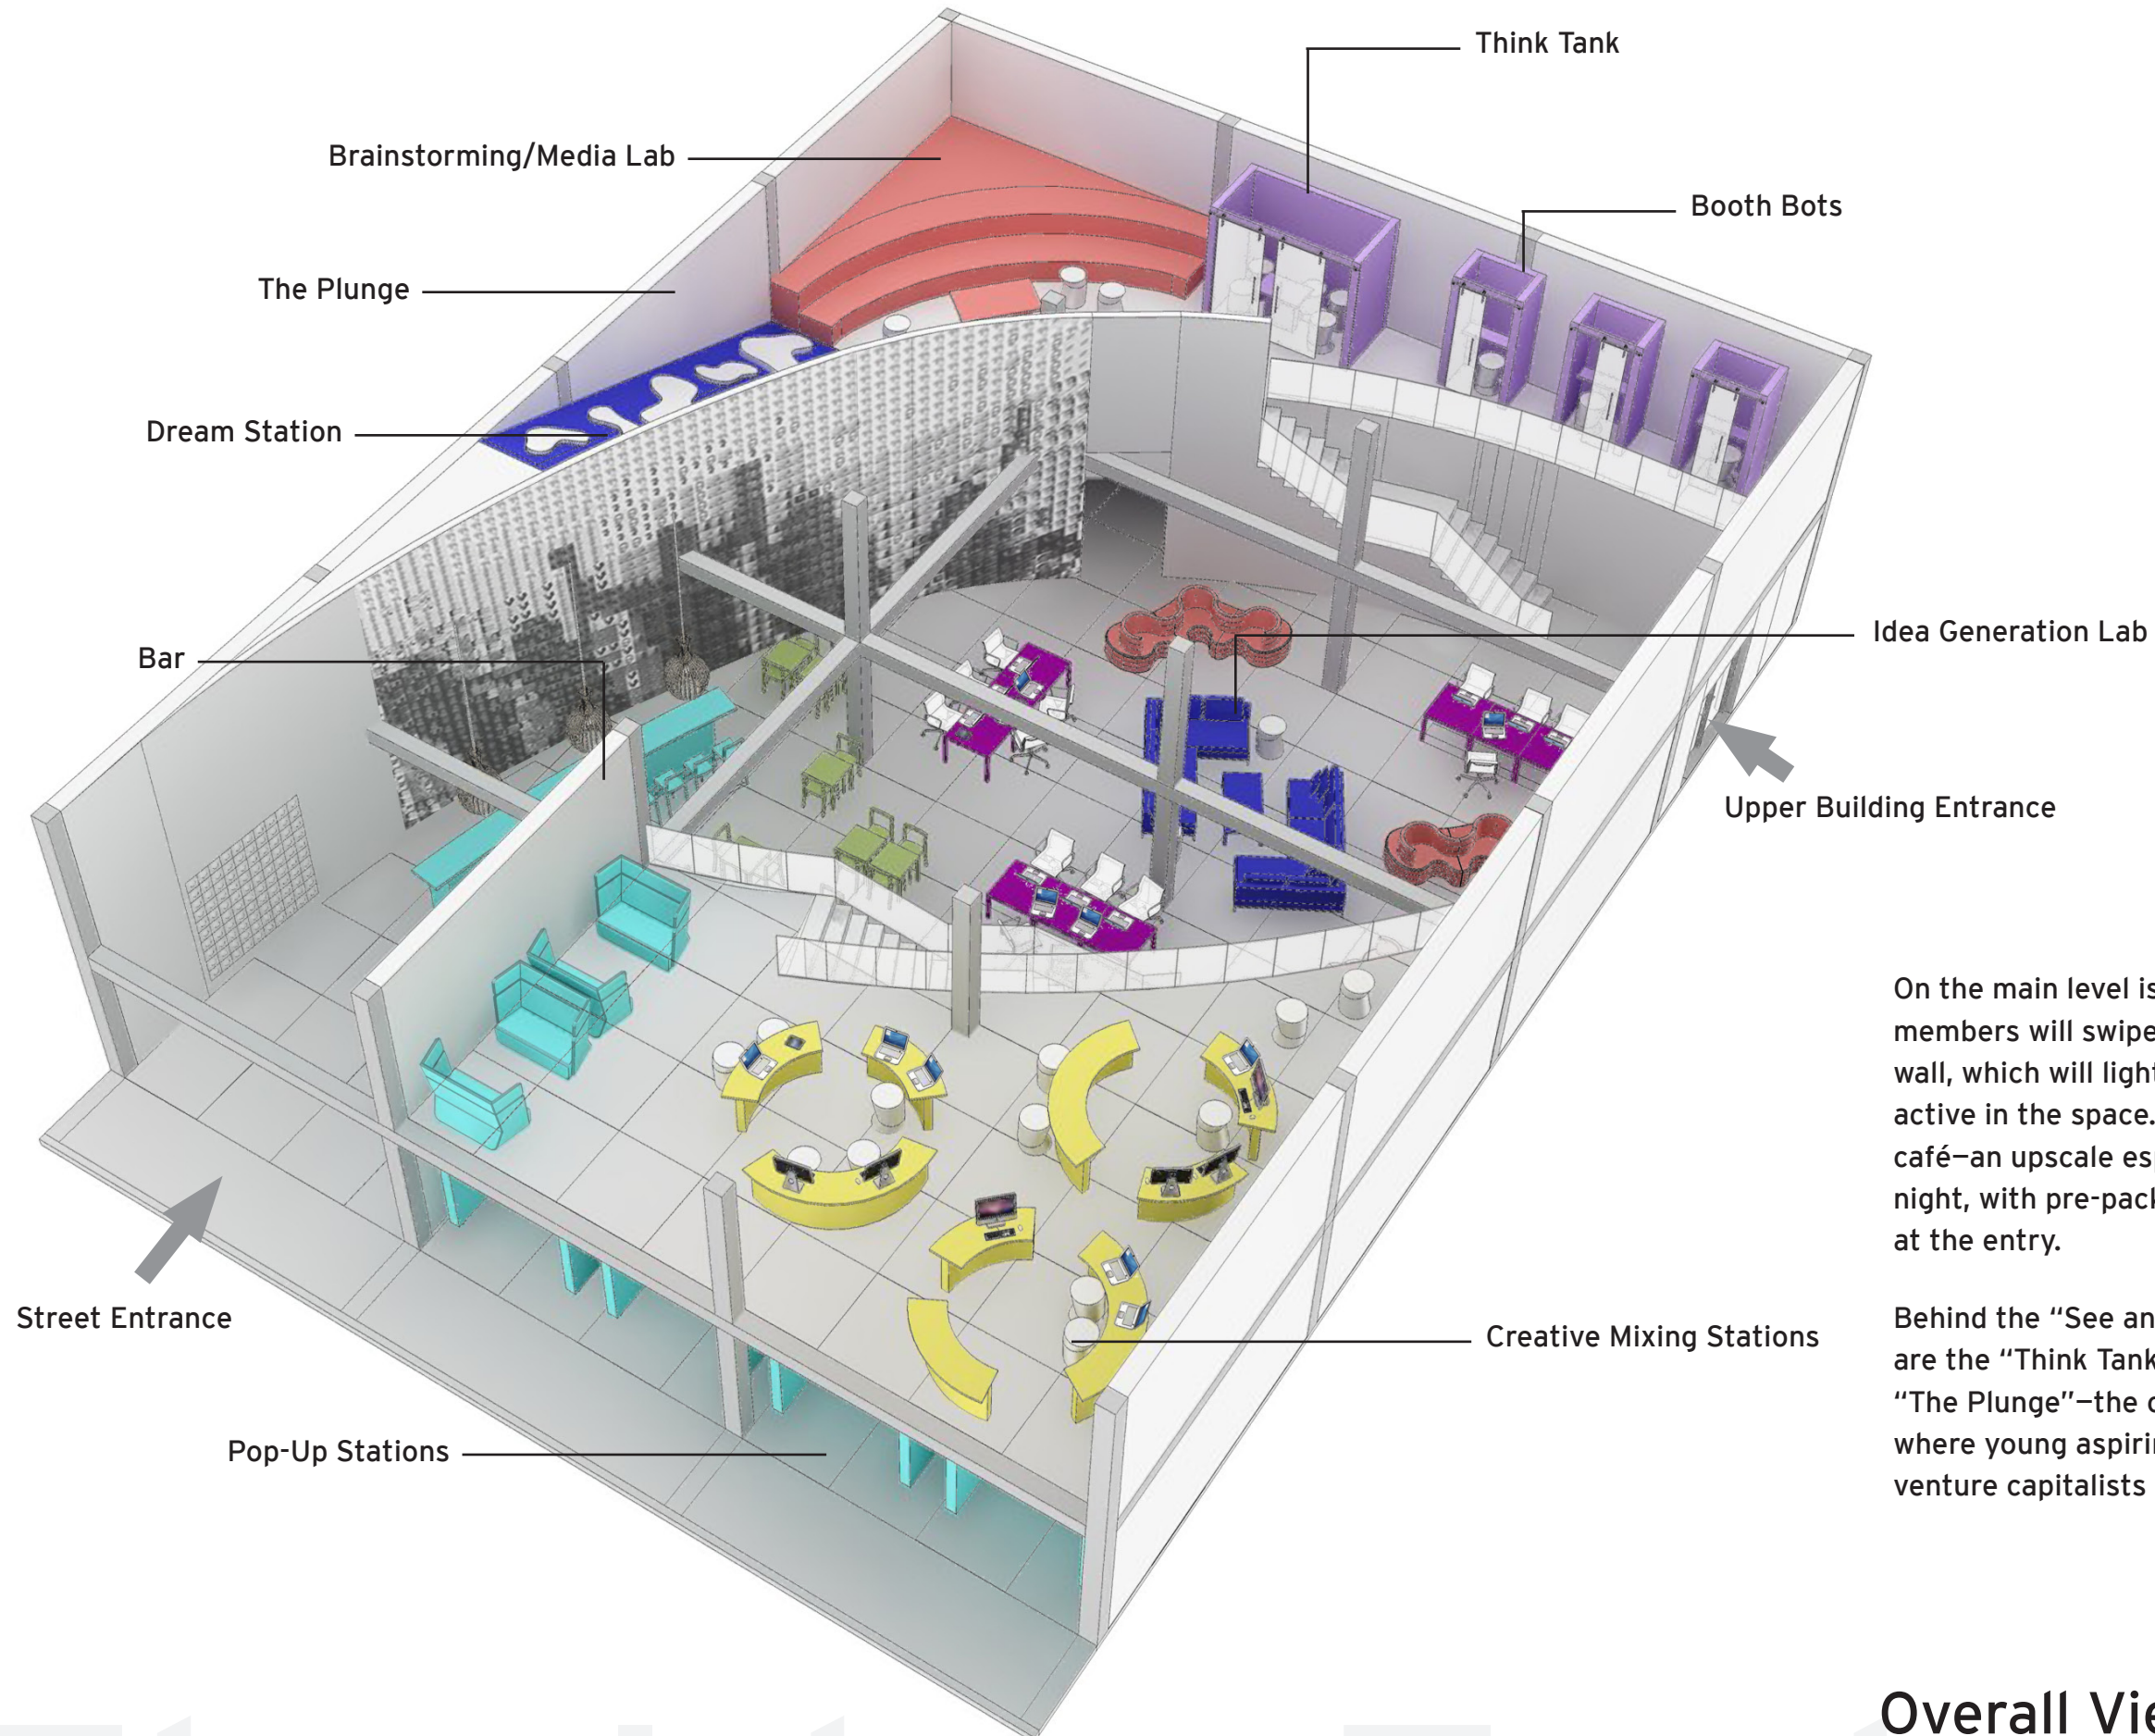 Think Tank
Brainstorming/Media Lab
Booth Bots
The Plunge
Dream Station
Idea Generation Lab
Bar
Upper Building Entrance
On the main level is
members will swipe
wall, which will light
active in the space.
café—an upscale es
night, with pre-pack
at the entry.
Street Entrance
Behind the "See an
Creative Mixing Stations
are the "Think Tank
"The Plunge"—the
where young aspirin
Pop-Up Stations
venture capitalists
Overall Vie